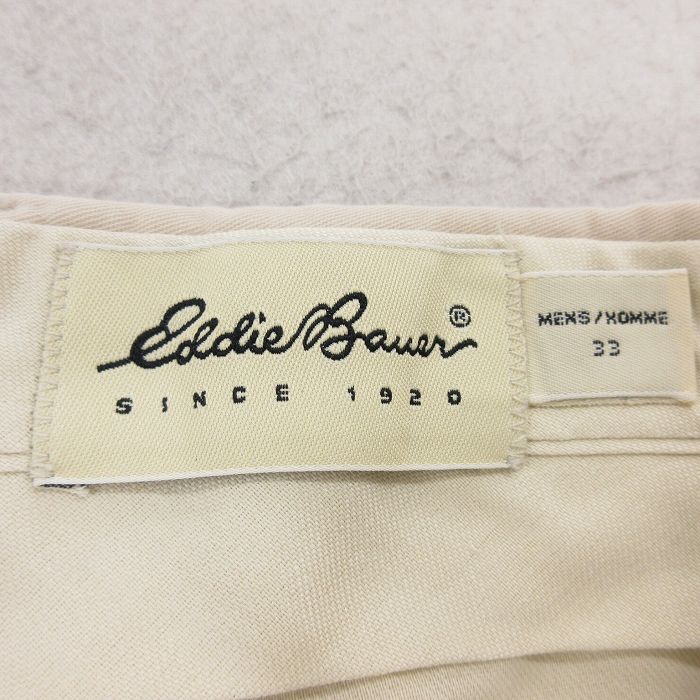 Eddie Bauer®
SINCE 1920
MENS/HOMME
33